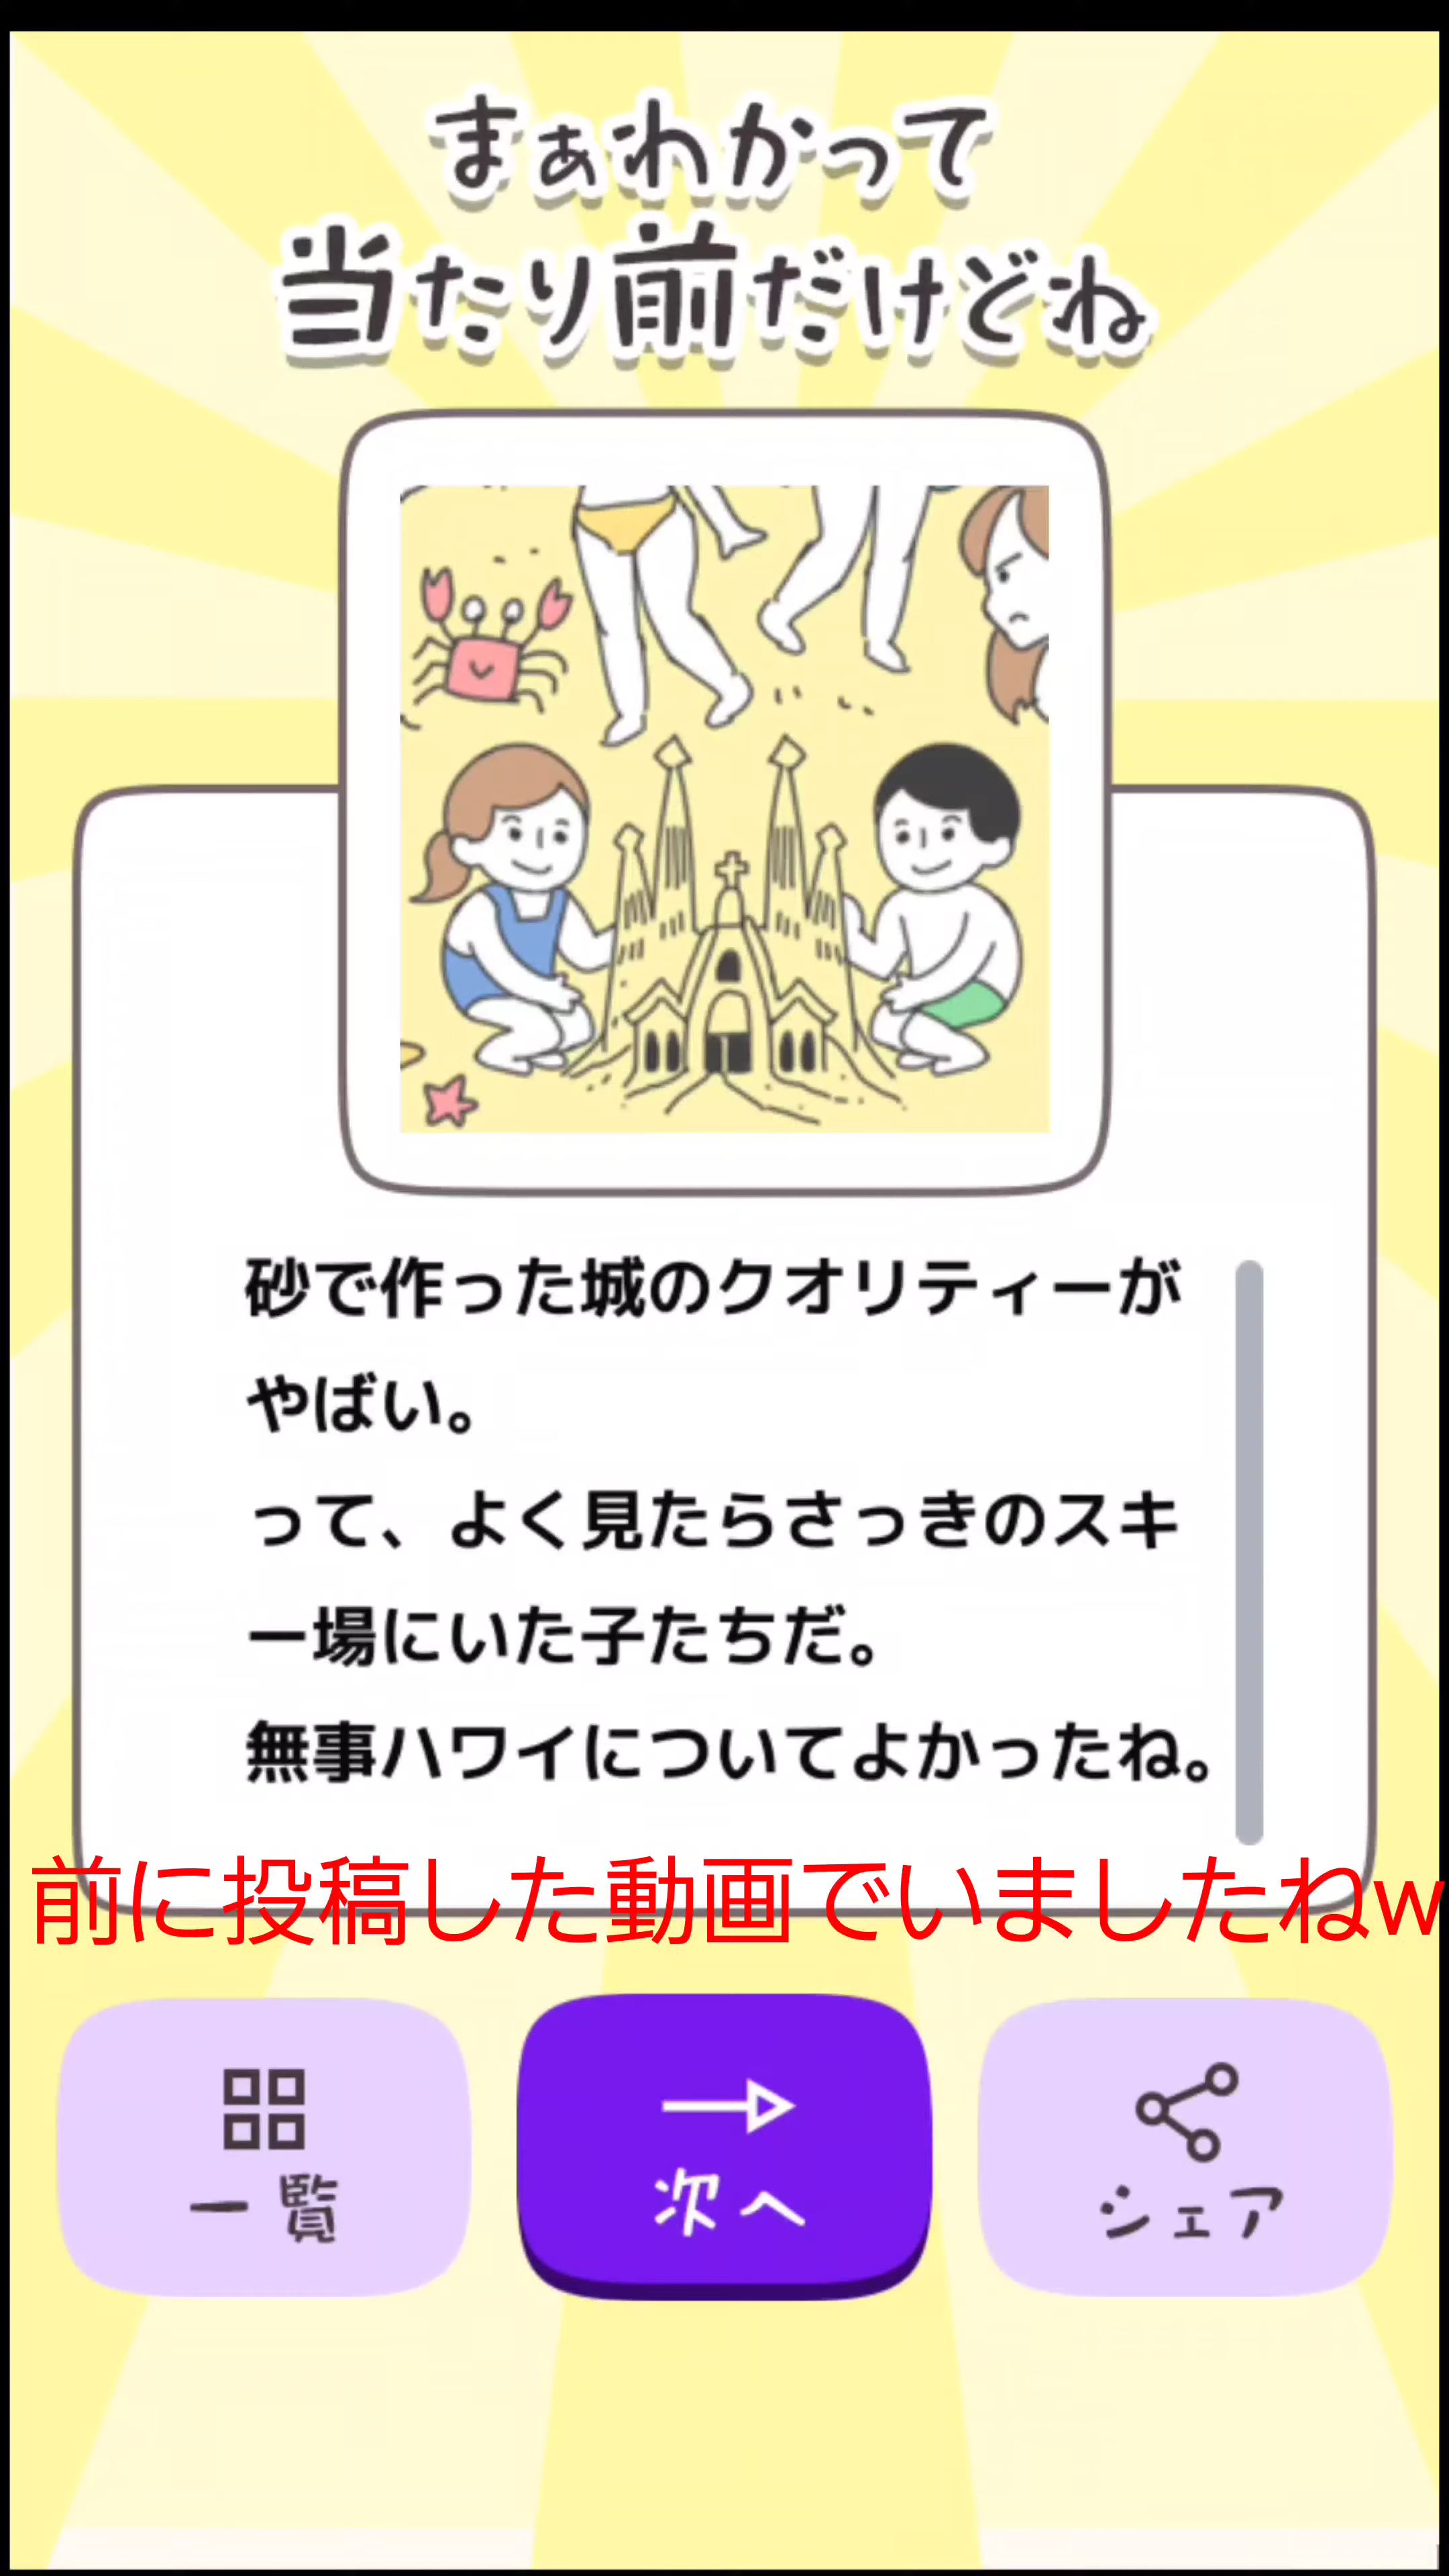 まぁわかって
当たり前だけどね
砂で作った城のクオリティーが
やばい。
って、よく見たらさっきのスキ
ー場にいた子たちだ。
無事ハワイについてよかったね。
前に投稿した動画でいましたねw
一覧
次へ
シェア